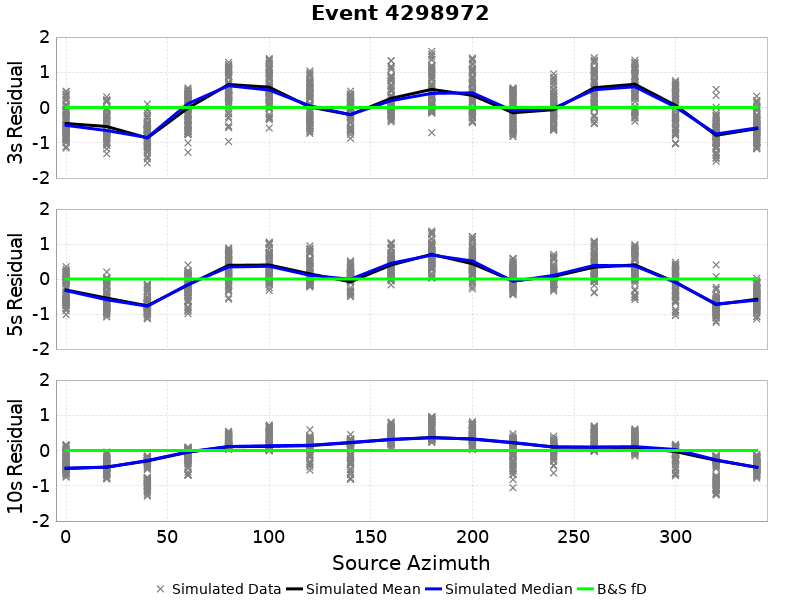 Event 4298972
3s Residual
2
1
0
-1
-2
5s Residual
2
1
0
-1
-2
10s Residual
2
1
0
-1
-2
0 50 100 150 200 250 300
Source Azimuth
Simulated Data Simulated Mean Simulated Median B&S fD